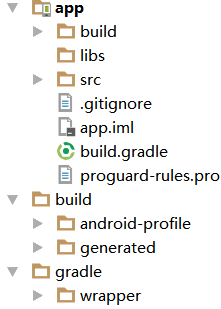 app
build
libs
src
.gitignore
app.iml
build.gradle
proguard-rules.pro
build
android-profile
generated
gradle
wrapper